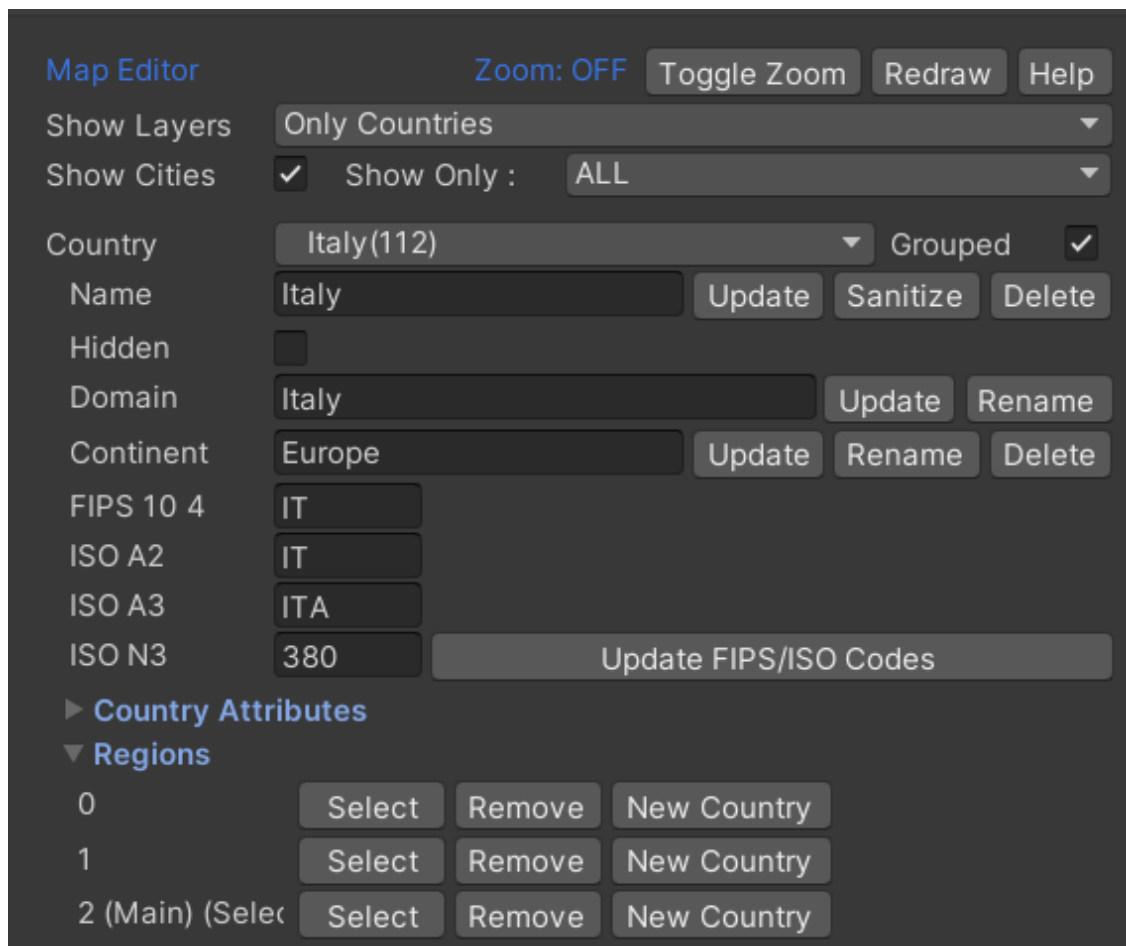 Map Editor Zoom: OFF Toggle Zoom Redraw Help
Show Layers Only Countries
Show Cities Show Only : ALL
Country Italy(112) Grouped
Name Italy Update Sanitize Delete
Hidden
Domain Italy Update Rename
Continent Europe Update Rename Delete
FIPS 10 4 IT
ISO A2 IT
ISO A3 ITA
ISO N3 380 Update FIPS/ISO Codes
Country Attributes
Regions
0 Select Remove New Country
1 Select Remove New Country
2 (Main) (Selec Select Remove New Country